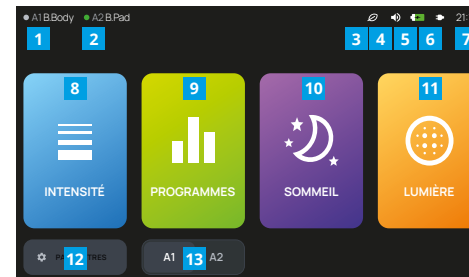 A1 B.Body A2 B.Pad 21:
1 2 3 4 5 6 7
8 9 10 11
INTENSITÉ PROGRAMMES SOMMEIL LUMIÈRE
12 A1 13 A2